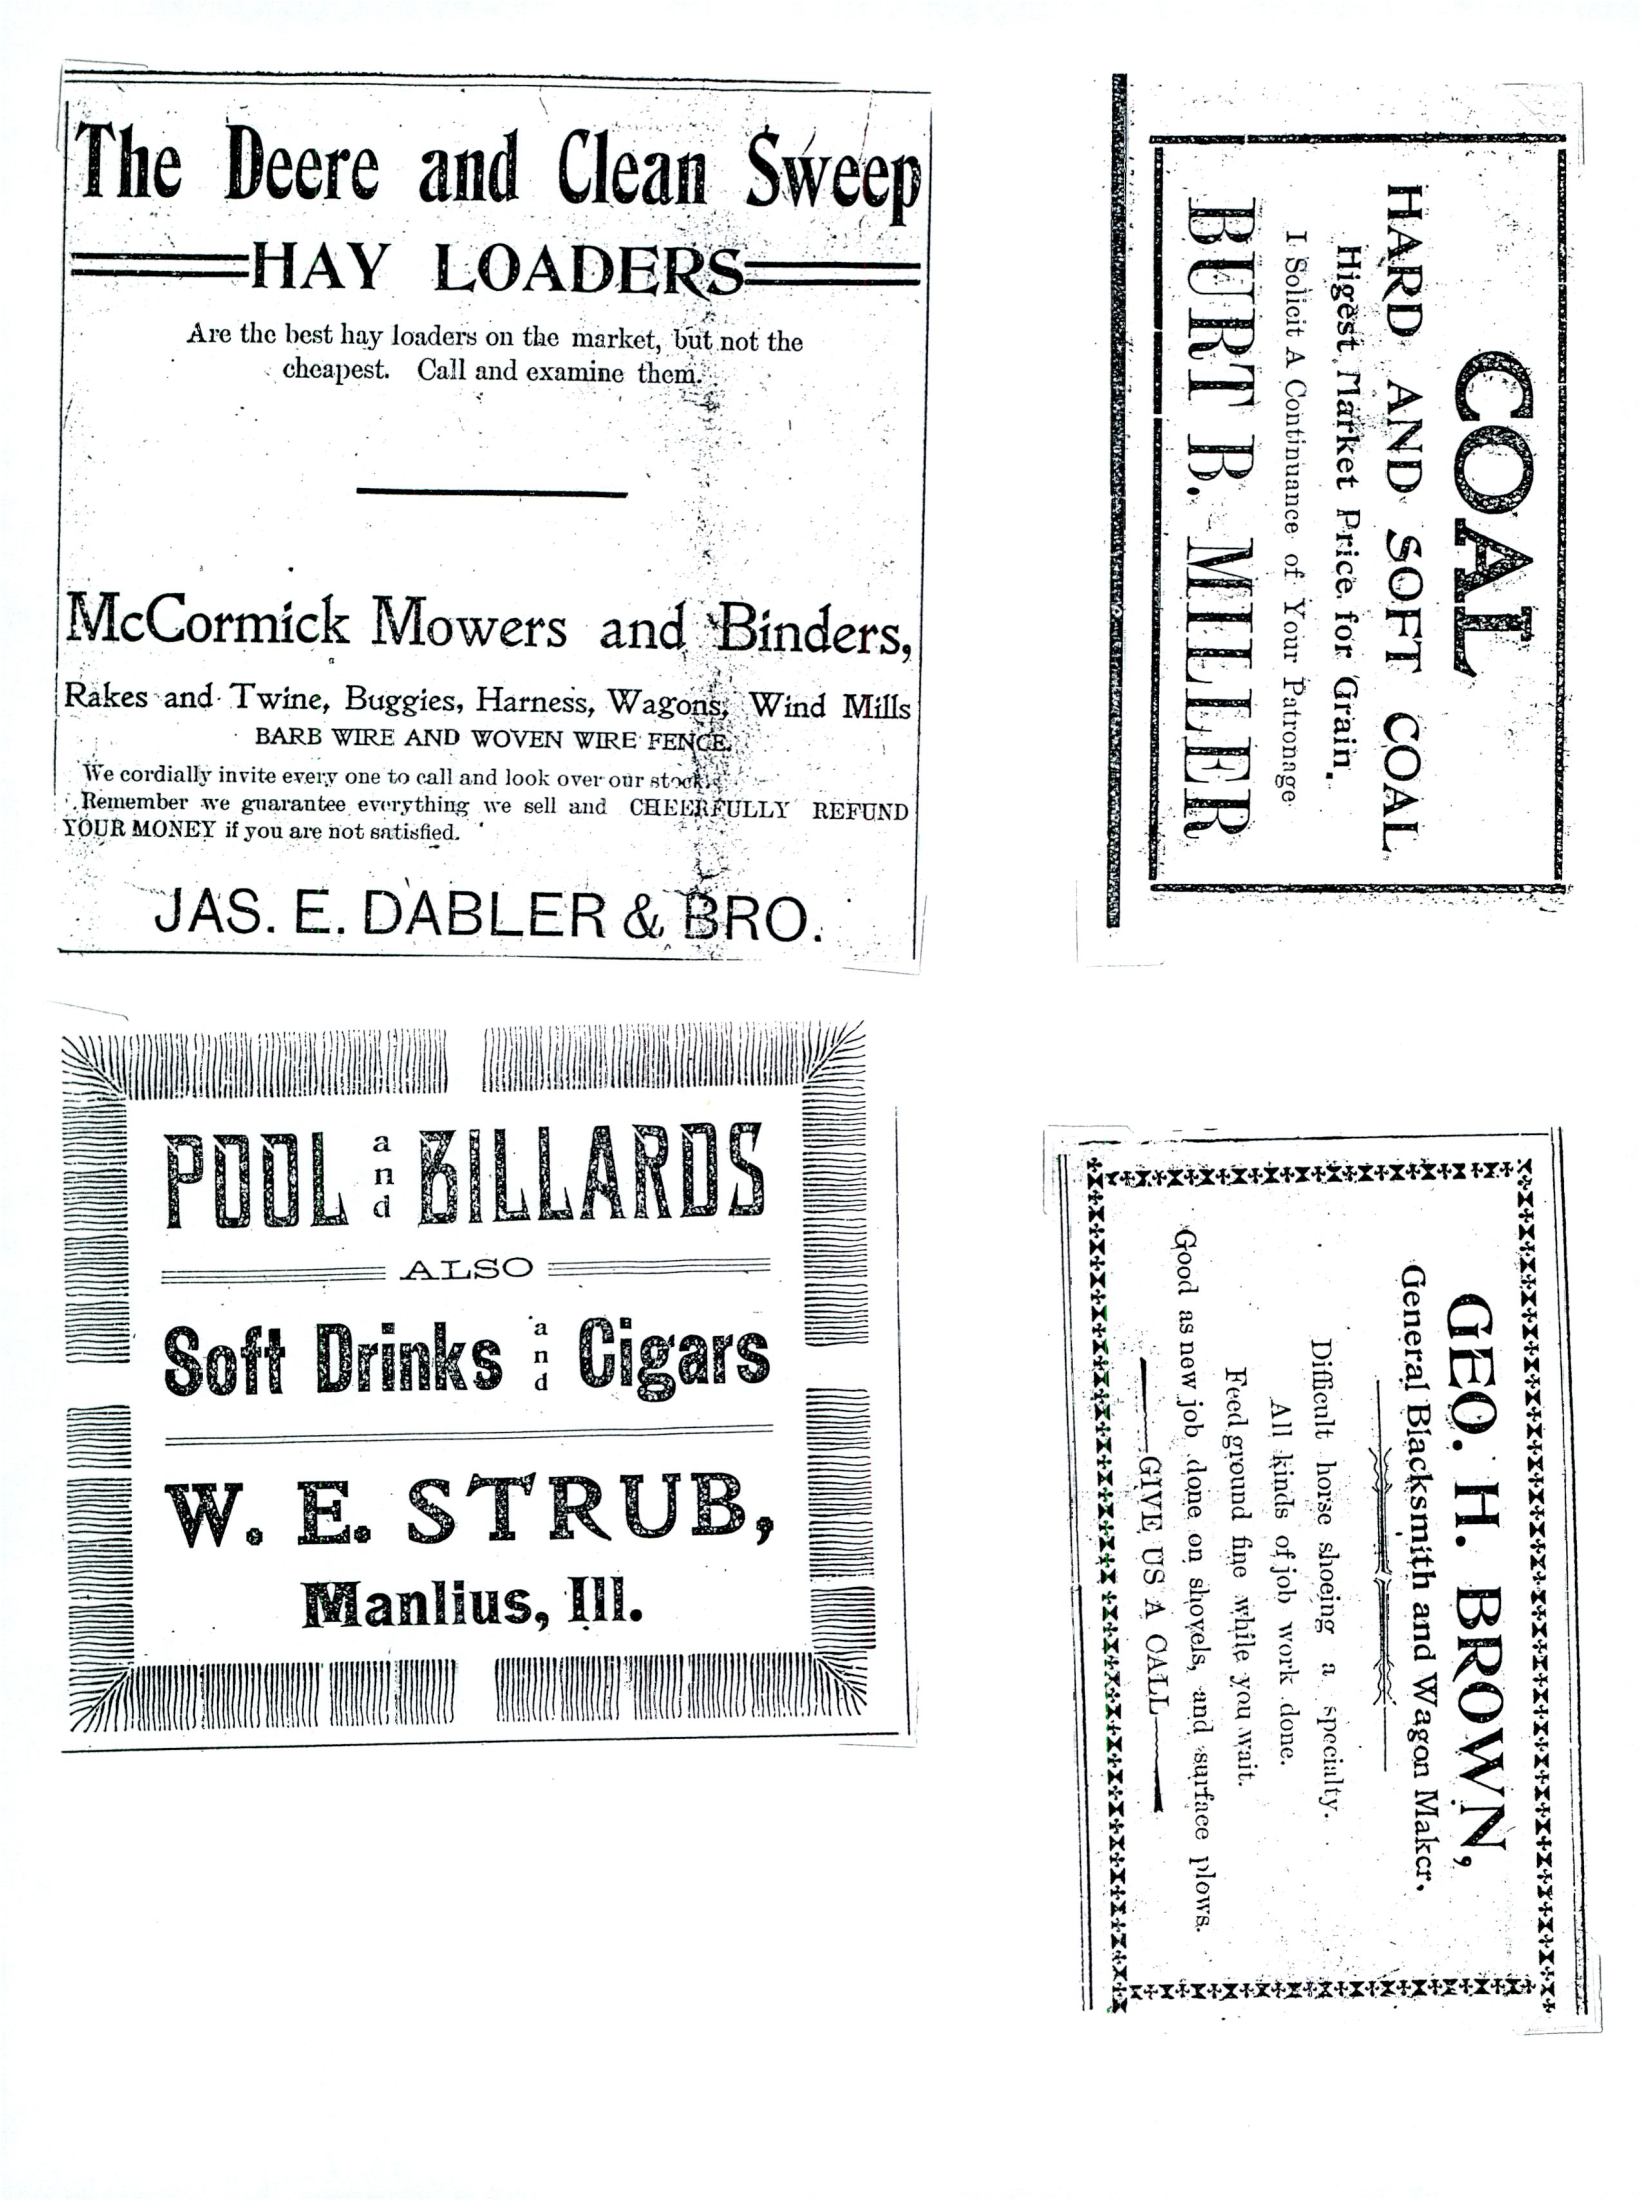 The Deere and Clean Sweep
HAY LOADERS
Are the best hay loaders on the market, but not the
cheapest. Call and examine them.
McCormick Mowers and Binders,
Rakes and Twine, Buggies, Harness, Wagons, Wind Mills
BARB WIRE AND WOVEN WIRE FENCE
We cordially invite every one to call and look over our stock.
Remember we guarantee everything we sell and CHEERFULLY REFUND
YOUR MONEY if you are not satisfied.
JAS. E. DABLER & BRO.
COAL
HARD AND SOFT COAL
Higest Market Price for Grain.
I Solicit A Continuance of Your Patronage
BURT B. MILLER
POOL and BILLARDS
ALSO
Soft Drinks and Cigars
W. E. STRUB,
Manlius, Ill.
GEO. H. BROWN,
General Blacksmith and Wagon Maker.
Difficult horse shoeing a specialty.
All kinds of job work done.
Feed ground fine while you wait.
Good as new job done on shovels, and surface plows.
GIVE US A CALL